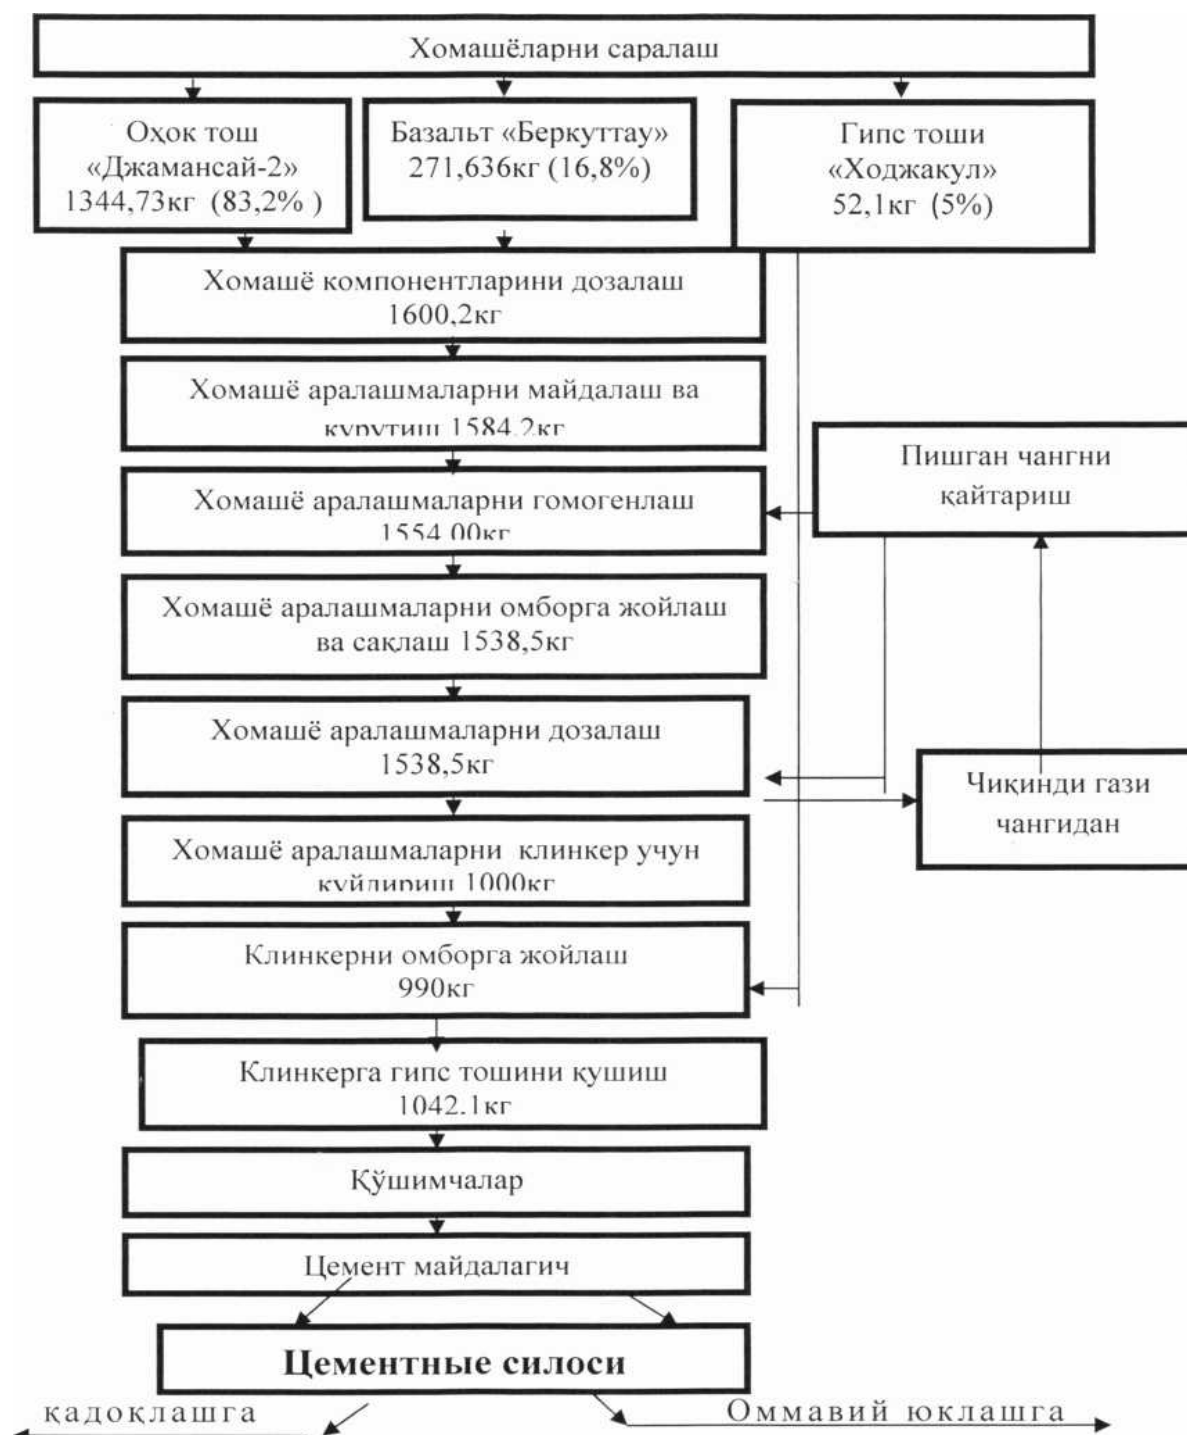 Хомашёларни саралаш
Оҳок тош
«Джамансай-2»
1344,73кг (83,2% )
Базальт «Беркуттау»
271,636кг (16,8%)
Гипс тоши
«Ходжакул»
52,1кг (5%)
Хомашё компонентларини дозалаш
1600,2кг
Хомашё аралашмаларни майдалаш ва
қуритиш 1584,2кг
Хомашё аралашмаларни гомогенлаш
1554,00кг
Пишган чангни
қайтариш
Хомашё аралашмаларни омборга жойлаш
ва сақлаш 1538,5кг
Хомашё аралашмаларни дозалаш
1538,5кг
Чиқинди гази
чангидан
Хомашё аралашмаларни клинкер учун
куйдириш 1000кг
Клинкерни омборга жойлаш
990кг
Клинкерга гипс тошини қушиш
1042,1кг
Қўшимчалар
Цемент майдалагич
Цементные силоси
қадоқлашга
Оммавий юклашга